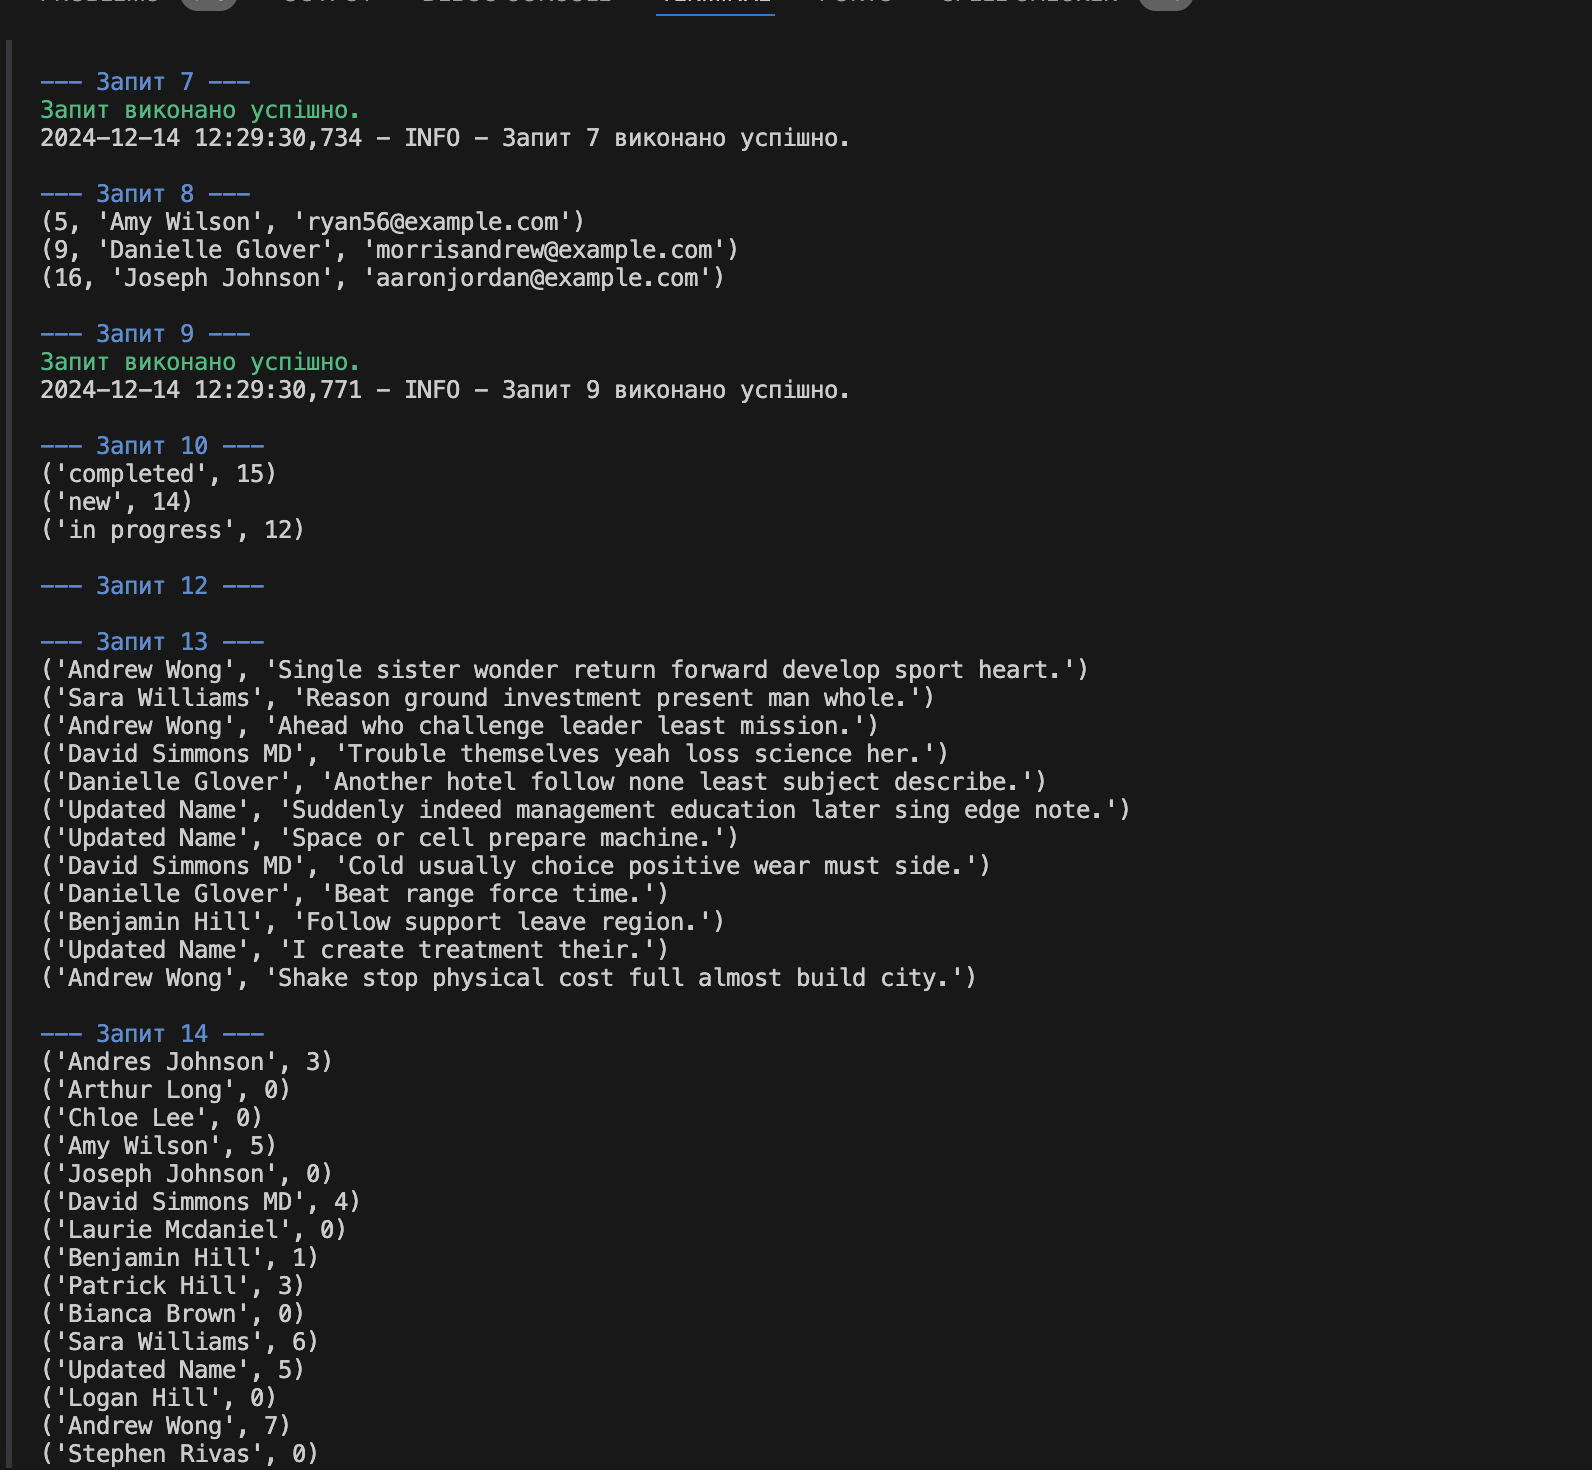 --- Запит 7 ---
Запит виконано успішно.
2024-12-14 12:29:30,734 - INFO - Запит 7 виконано успішно.
--- Запит 8 ---
(5, 'Amy Wilson', 'ryan56@example.com')
(9, 'Danielle Glover', 'morrisandrew@example.com')
(16, 'Joseph Johnson', 'aaronjordan@example.com')
--- Запит 9 ---
Запит виконано успішно.
2024-12-14 12:29:30,771 - INFO - Запит 9 виконано успішно.
--- Запит 10 ---
('completed', 15)
('new', 14)
('in progress', 12)
--- Запит 12 ---
--- Запит 13 ---
('Andrew Wong', 'Single sister wonder return forward develop sport heart.')
('Sara Williams', 'Reason ground investment present man whole.')
('Andrew Wong', 'Ahead who challenge leader least mission.')
('David Simmons MD', 'Trouble themselves yeah loss science her.')
('Danielle Glover', 'Another hotel follow none least subject describe.')
('Updated Name', 'Suddenly indeed management education later sing edge note.')
('Updated Name', 'Space or cell prepare machine.')
('David Simmons MD', 'Cold usually choice positive wear must side.')
('Danielle Glover', 'Beat range force time.')
('Benjamin Hill', 'Follow support leave region.')
('Updated Name', 'I create treatment their.')
('Andrew Wong', 'Shake stop physical cost full almost build city.')
--- Запит 14 ---
('Andres Johnson', 3)
('Arthur Long', 0)
('Chloe Lee', 0)
('Amy Wilson', 5)
('Joseph Johnson', 0)
('David Simmons MD', 4)
('Laurie Mcdaniel', 0)
('Benjamin Hill', 1)
('Patrick Hill', 3)
('Bianca Brown', 0)
('Sara Williams', 6)
('Updated Name', 5)
('Logan Hill', 0)
('Andrew Wong', 7)
('Stephen Rivas', 0)